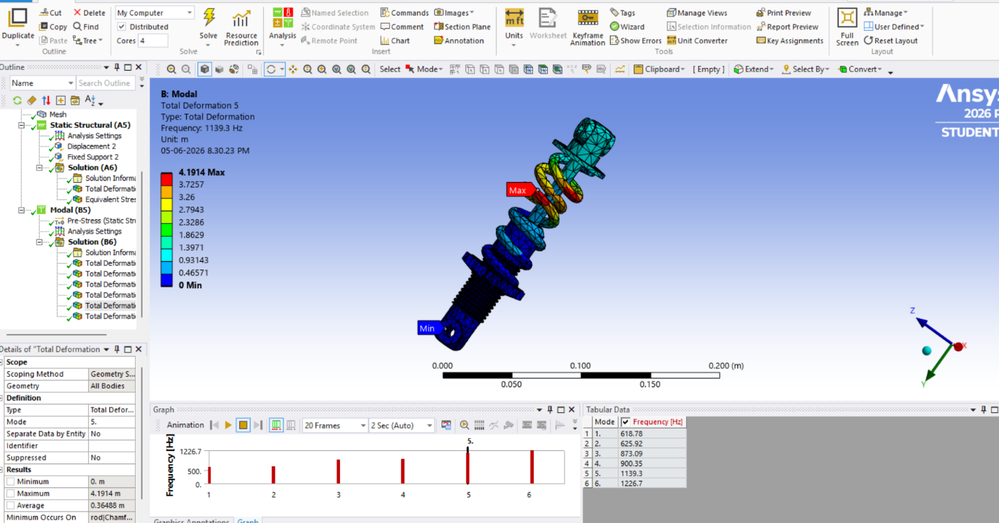 Cut Delete My Computer
Duplicate Copy Find Distributed
Paste Tree Cores 4
Solve Resource Prediction
Outline Solve
Analysis
Named Selection Commands Images
Coordinate System Comment Section Plane
Remote Point Chart Annotation
Insert
Units Worksheet Keyframe Animation
Tags Manage Views Print Preview
Wizard Selection Information Report Preview
Show Errors Unit Converter Key Assignments
Tools
Full Screen
Manage
User Defined
Reset Layout
Layout
Outline
Name Search Outline
Select Mode Clipboard [ Empty ] Extend Select By Convert
Mesh
Static Structural (A5)
Analysis Settings
Displacement 2
Fixed Support 2
Solution (A6)
Solution Informa
Total Deformati
Equivalent Stres
Modal (B5)
T=0 Pre-Stress (Static Stru
Analysis Settings
Solution (B6)
Solution Informa
Total Deformati
Total Deformati
Total Deformati
Total Deformati
Total Deformati
Total Deformati
B: Modal
Total Deformation 5
Type: Total Deformation
Frequency: 1139.3 Hz
Unit: m
05-06-2026 8.30.23 PM
4.1914 Max
3.7257
3.26
2.7943
2.3286
1.8629
1.3971
0.93143
0.46571
0 Min
Max
Min
0.000 0.100 0.200 (m)
0.050 0.150
Ansys
2026 R
STUDENT
Z
X
Y
Details of "Total Deformation
Scope
Scoping Method Geometry S...
Geometry All Bodies
Definition
Type Total Defor...
Mode 5.
Separate Data by Entity No
Identifier
Suppressed No
Results
Minimum 0. m
Maximum 4.1914 m
Average 0.36488 m
Minimum Occurs On rod|Chamf...
Graph
Animation 20 Frames 2 Sec (Auto)
Frequency [Hz]
1226.7
500.
0.
5.
1 2 3 4 5 6
Graphics Annotations Graph
Tabular Data
Mode Frequency [Hz]
1 1. 618.78
2 2. 625.92
3 3. 873.09
4 4. 900.35
5 5. 1139.3
6 6. 1226.7